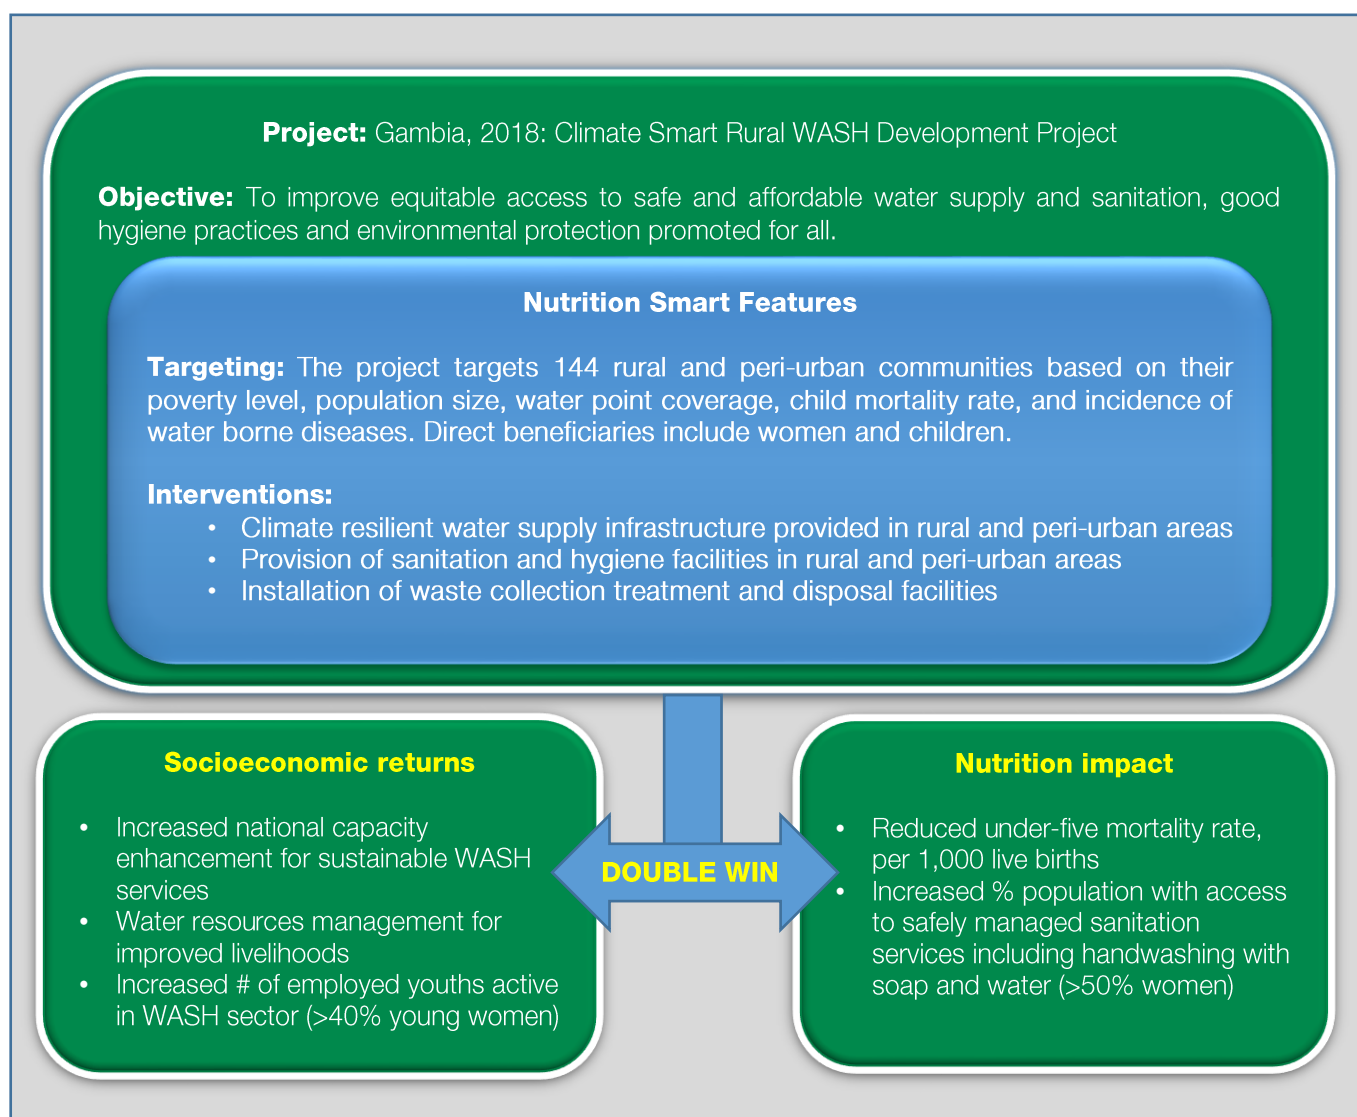 Project: Gambia, 2018: Climate Smart Rural WASH Development Project
Objective: To improve equitable access to safe and affordable water supply and sanitation, good
hygiene practices and environmental protection promoted for all.
Nutrition Smart Features
Targeting: The project targets 144 rural and peri-urban communities based on their
poverty level, population size, water point coverage, child mortality rate, and incidence of
water borne diseases. Direct beneficiaries include women and children.
Interventions:
• Climate resilient water supply infrastructure provided in rural and peri-urban areas
• Provision of sanitation and hygiene facilities in rural and peri-urban areas
• Installation of waste collection treatment and disposal facilities
Socioeconomic returns
• Increased national capacity
enhancement for sustainable WASH
services
• Water resources management for
improved livelihoods
• Increased # of employed youths active
in WASH sector (>40% young women)
DOUBLE WIN
Nutrition impact
• Reduced under-five mortality rate,
per 1,000 live births
• Increased % population with access
to safely managed sanitation
services including handwashing with
soap and water (>50% women)